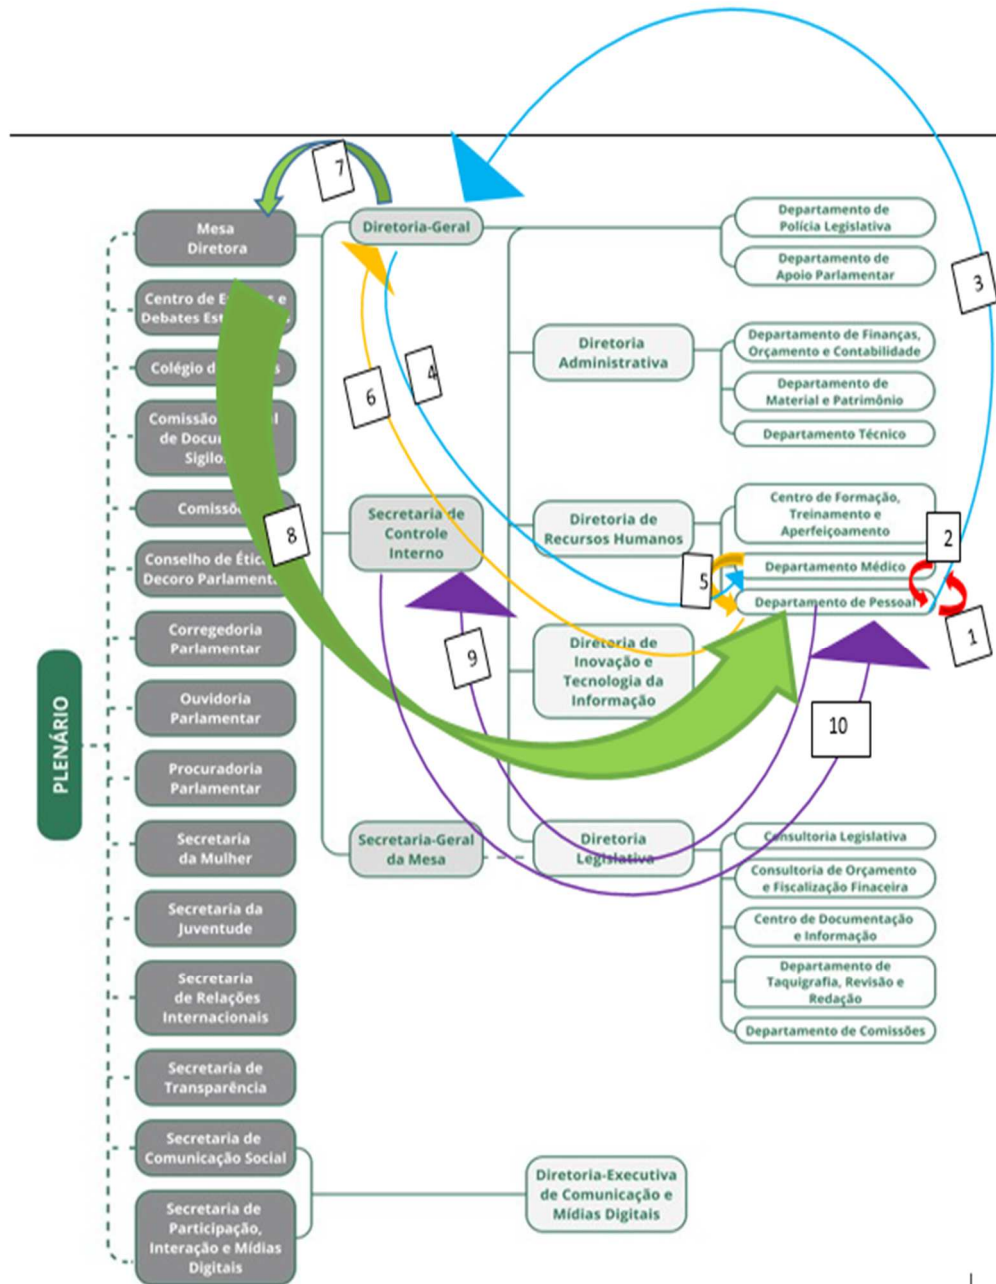 PLENÁRIO
Mesa
Diretora
Centro de E s e
Debates Est s
Colégio d s
Comissão l
de Docu
Sigilo
Comissõ
Conselho de Étic
Decoro Parlament
Corregedoria
Parlamentar
Ouvidoria
Parlamentar
Procuradoria
Parlamentar
Secretaria
da Mulher
Secretaria da
Juventude
Secretaria
de Relações
Internacionais
Secretaria de
Transparência
Secretaria de
Comunicação Social
Secretaria de
Participação,
Interação e Mídias
Digitais
Diretoria-Geral
Secretaria de
Controle
Interno
Secretaria-Geral
da Mesa
Diretoria
Administrativa
Diretoria de
Recursos Humanos
Diretoria de
Inovação e
Tecnologia da
Informação
Diretoria
Legislativa
Diretoria-Executiva
de Comunicação e
Mídias Digitais
Departamento de
Polícia Legislativa
Departamento de
Apoio Parlamentar
Departamento de Finanças,
Orçamento e Contabilidade
Departamento de
Material e Patrimônio
Departamento Técnico
Centro de Formação,
Treinamento e
Aperfeiçoamento
Departamento Médico
Departamento de Pessoal
Consultoria Legislativa
Consultoria de Orçamento
e Fiscalização Finaceira
Centro de Documentação
e Informação
Departamento de
Taquigrafia, Revisão e
Redação
Departamento de Comissões
7
3
4
6
2
8
5
1
9
10